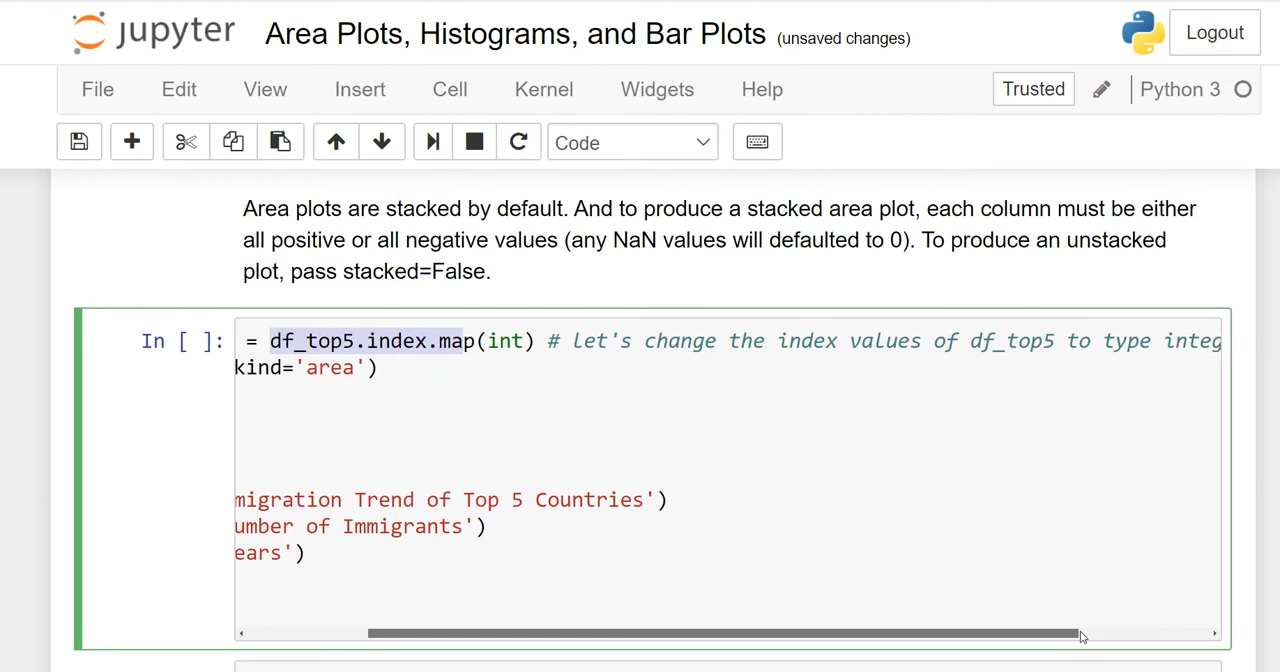 jupyter Area Plots, Histograms, and Bar Plots (unsaved changes) Logout
File Edit View Insert Cell Kernel Widgets Help Trusted Python 3
Code
Area plots are stacked by default. And to produce a stacked area plot, each column must be either
all positive or all negative values (any NaN values will defaulted to 0). To produce an unstacked
plot, pass stacked=False.
In [ ]: = df_top5.index.map(int) # let's change the index values of df_top5 to type integ
kind='area')
migration Trend of Top 5 Countries')
umber of Immigrants')
ears')